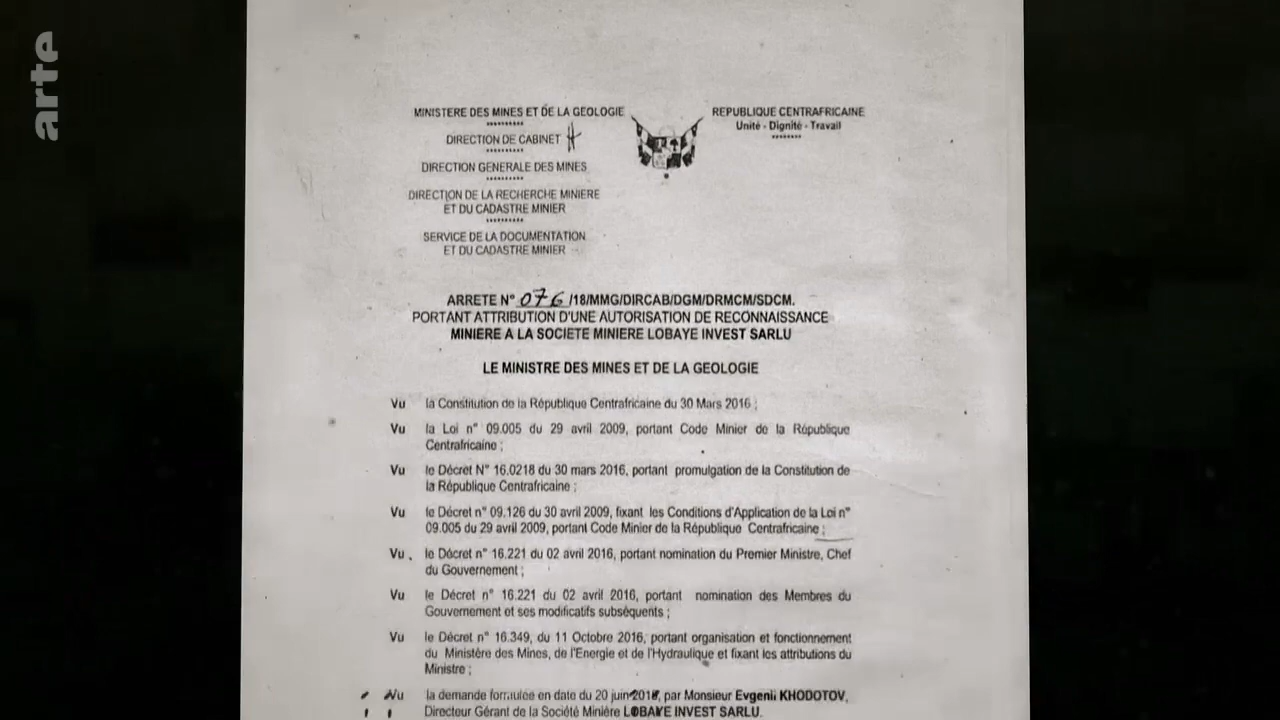 arte
MINISTERE DES MINES ET DE LA GEOLOGIE
**********
DIRECTION DE CABINET
**********
DIRECTION GENERALE DES MINES
**********
DIRECTION DE LA RECHERCHE MINIERE
ET DU CADASTRE MINIER
**********
SERVICE DE LA DOCUMENTATION
ET DU CADASTRE MINIER
REPUBLIQUE CENTRAFRICAINE
Unité - Dignité - Travail
********
ARRETE N° 076 /18/MMG/DIRCAB/DGM/DRMCM/SDCM.
PORTANT ATTRIBUTION D'UNE AUTORISATION DE RECONNAISSANCE
MINIERE A LA SOCIETE MINIERE LOBAYE INVEST SARLU
LE MINISTRE DES MINES ET DE LA GEOLOGIE
Vu la Constitution de la République Centrafricaine du 30 Mars 2016 ;
Vu la Loi n° 09.005 du 29 avril 2009, portant Code Minier de la République
Centrafricaine ;
Vu le Décret N° 16.0218 du 30 mars 2016, portant promulgation de la Constitution de
la République Centrafricaine ;
Vu le Décret n° 09.126 du 30 avril 2009, fixant les Conditions d'Application de la Loi n°
09.005 du 29 avril 2009, portant Code Minier de la République Centrafricaine ;
Vu le Décret n° 16.221 du 02 avril 2016, portant nomination du Premier Ministre, Chef
du Gouvernement ;
Vu le Décret n° 16.221 du 02 avril 2016, portant nomination des Membres du
Gouvernement et ses modificatifs subséquents ;
Vu le Décret n° 16.349, du 11 Octobre 2016, portant organisation et fonctionnement
du Ministère des Mines, de l'Energie et de l'Hydraulique et fixant les attributions du
Ministre ;
Vu la demande formulée en date du 20 juin 2018, par Monsieur Evgenii KHODOTOV,
Directeur Gérant de la Société Minière LOBAYE INVEST SARLU.